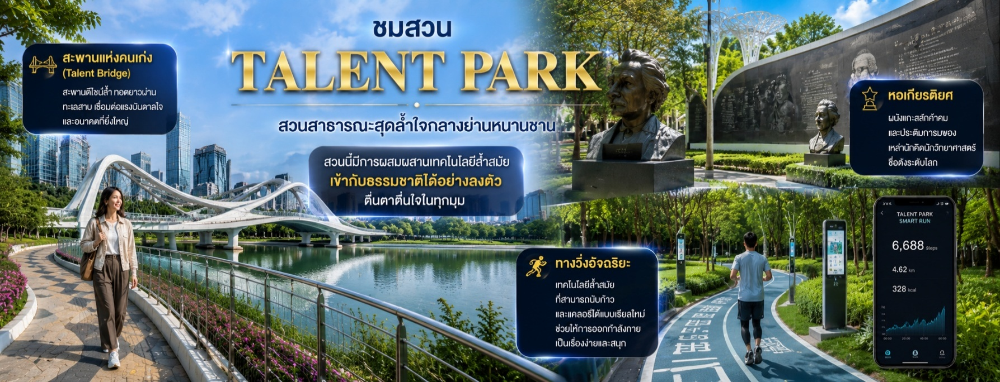 ชมสวน
TALENT PARK
สวนสาธารณะสุดล้ำใจกลางย่านหนานซาน
สวนนี้มีการผสมผสานเทคโนโลยีล้ำสมัย
เข้ากับธรรมชาติได้อย่างลงตัว
ตื่นตาตื่นใจในทุกมุม
สะพานแห่งคนเก่ง
(Talent Bridge)
สะพานดีไซน์ล้ำ ทอดยาวผ่าน
ทะเลสาบ เชื่อมต่อแรงบันดาลใจ
และอนาคตที่ยิ่งใหญ่
หอเกียรติยศ
ผนังแกะสลักค้าคม
และประติมการมของ
เหล่านักคิดนักวิทยาศาสตร์
ชื่อดังระดับโลก
ทางวิ่งอัจฉริยะ
เทคโนโลยีล้ำสมัย
ที่สามารถนับก้าว
และแคลอรี่ได้แบบเรียลไทม์
ช่วยให้การออกกำลังกาย
เป็นเรื่องง่ายและสนุก
TALENT PARK
SMART RUN
6,688 Steps
4.62 km
328 kcal